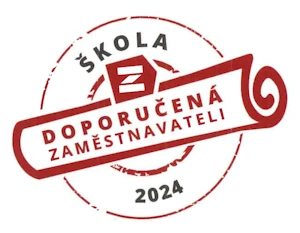 ŠKOLA
Z
DOPORUČENÁ
ZAMĚSTNAVATELI
2024